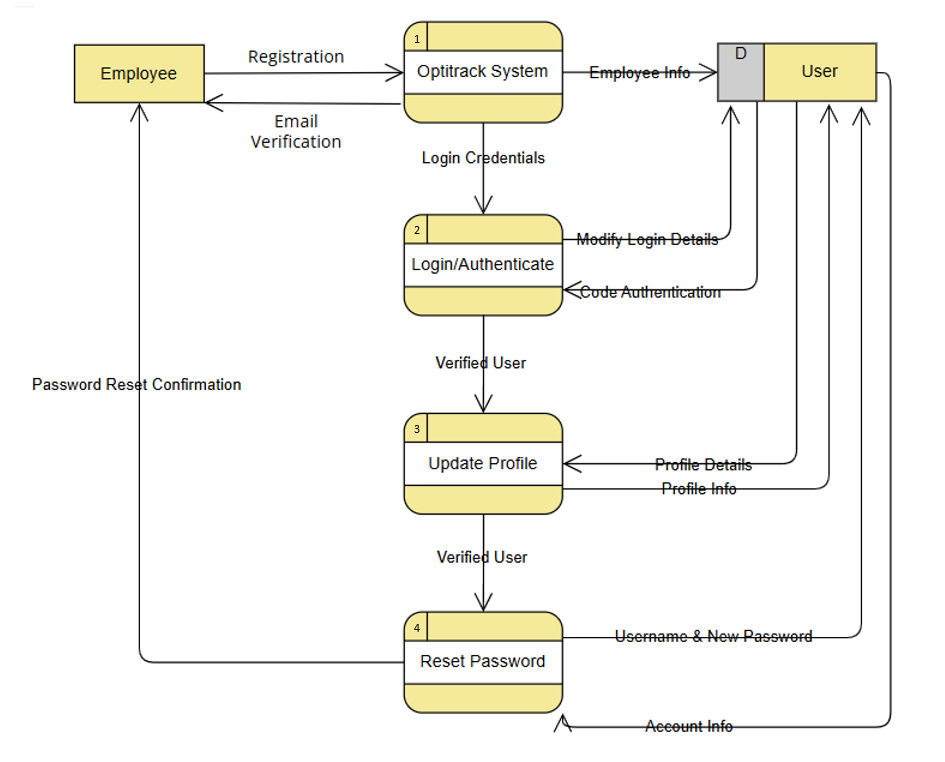 1
Employee
Registration
Optitrack System
Employee Info
D
User
Email
Verification
Login Credentials
2
Login/Authenticate
Modify Login Details
Code Authentication
Verified User
Password Reset Confirmation
3
Update Profile
Profile Details
Profile Info
Verified User
4
Reset Password
Username & New Password
Account Info